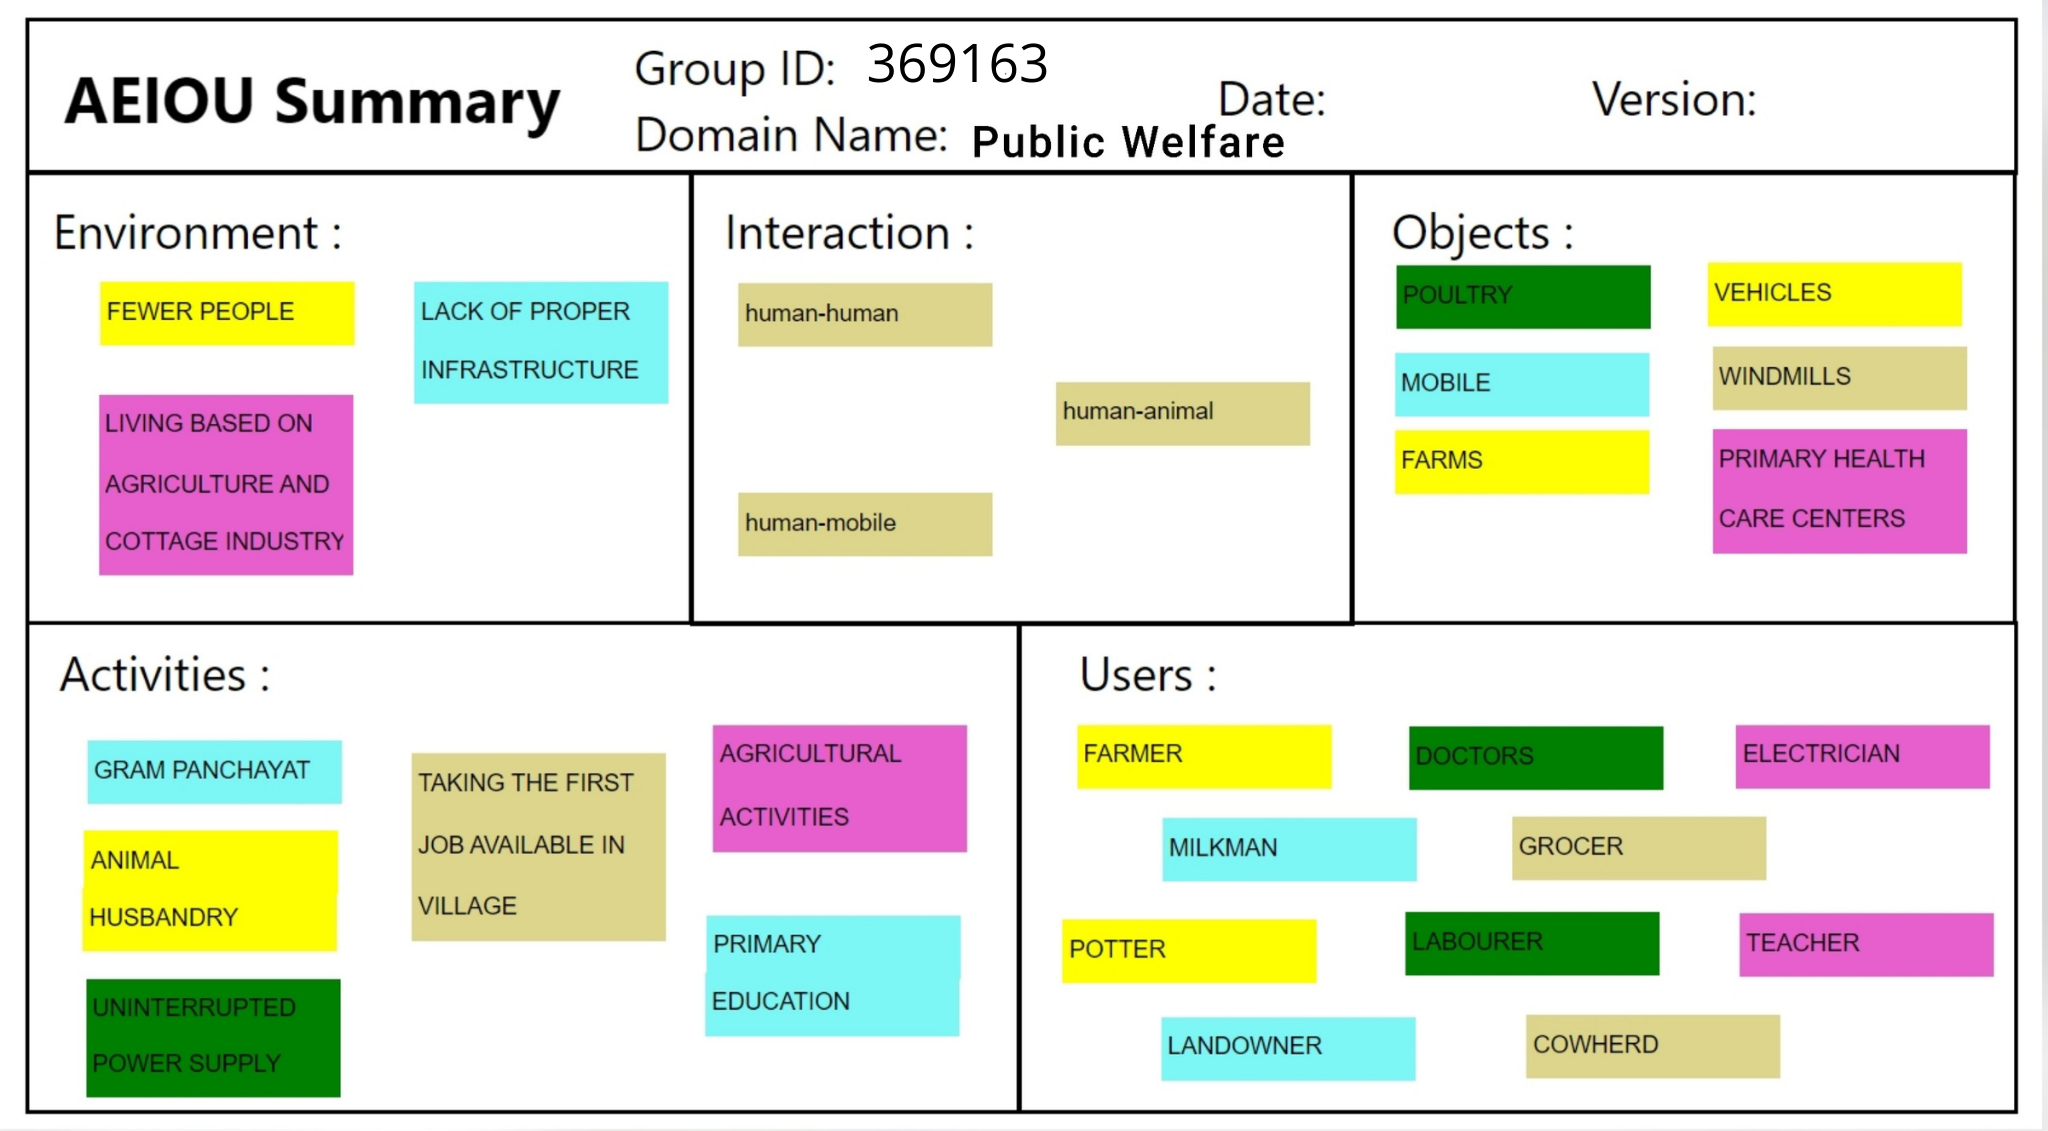 AEIOU Summary
Group ID: 369163
Domain Name: Public Welfare
Date:
Version:
Environment :
FEWER PEOPLE
LACK OF PROPER
INFRASTRUCTURE
LIVING BASED ON
AGRICULTURE AND
COTTAGE INDUSTRY
Interaction :
human-human
human-animal
human-mobile
Objects :
POULTRY
VEHICLES
MOBILE
WINDMILLS
FARMS
PRIMARY HEALTH
CARE CENTERS
Activities :
GRAM PANCHAYAT
ANIMAL
HUSBANDRY
UNINTERRUPTED
POWER SUPPLY
TAKING THE FIRST
JOB AVAILABLE IN
VILLAGE
AGRICULTURAL
ACTIVITIES
PRIMARY
EDUCATION
Users :
FARMER
DOCTORS
ELECTRICIAN
MILKMAN
GROCER
POTTER
LABOURER
TEACHER
LANDOWNER
COWHERD